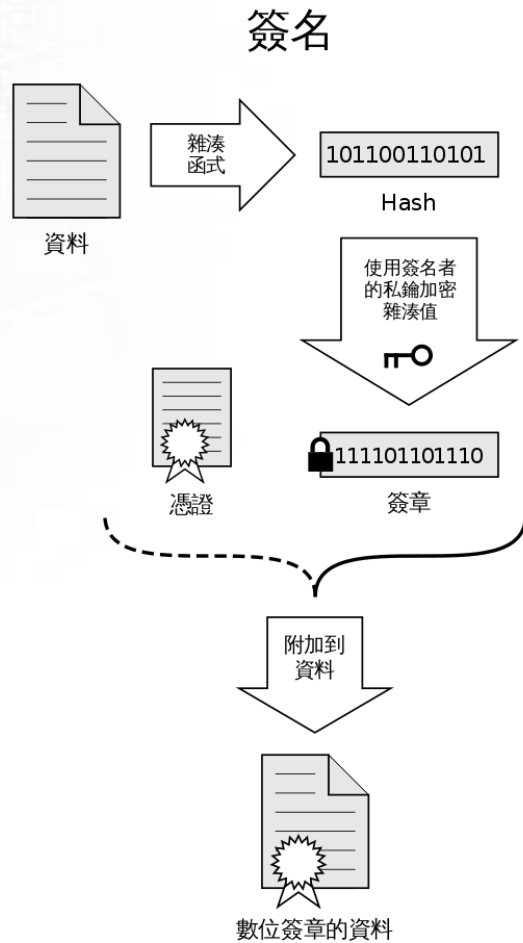 簽名
雜湊
函式
101100110101
Hash
資料
使用簽名者
的私鑰加密
雜湊值
111101101110
憑證
簽章
附加到
資料
數位簽章的資料